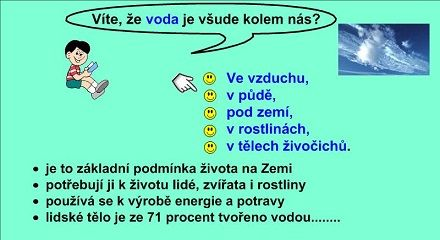 Víte, že voda je všude kolem nás?
Ve vzduchu,
v půdě,
pod zemí,
v rostlinách,
v tělech živočichů.
• je to základní podmínka života na Zemi
• potřebují ji k životu lidé, zvířata i rostliny
• používá se k výrobě energie a potravy
• lidské tělo je ze 71 procent tvořeno vodou........